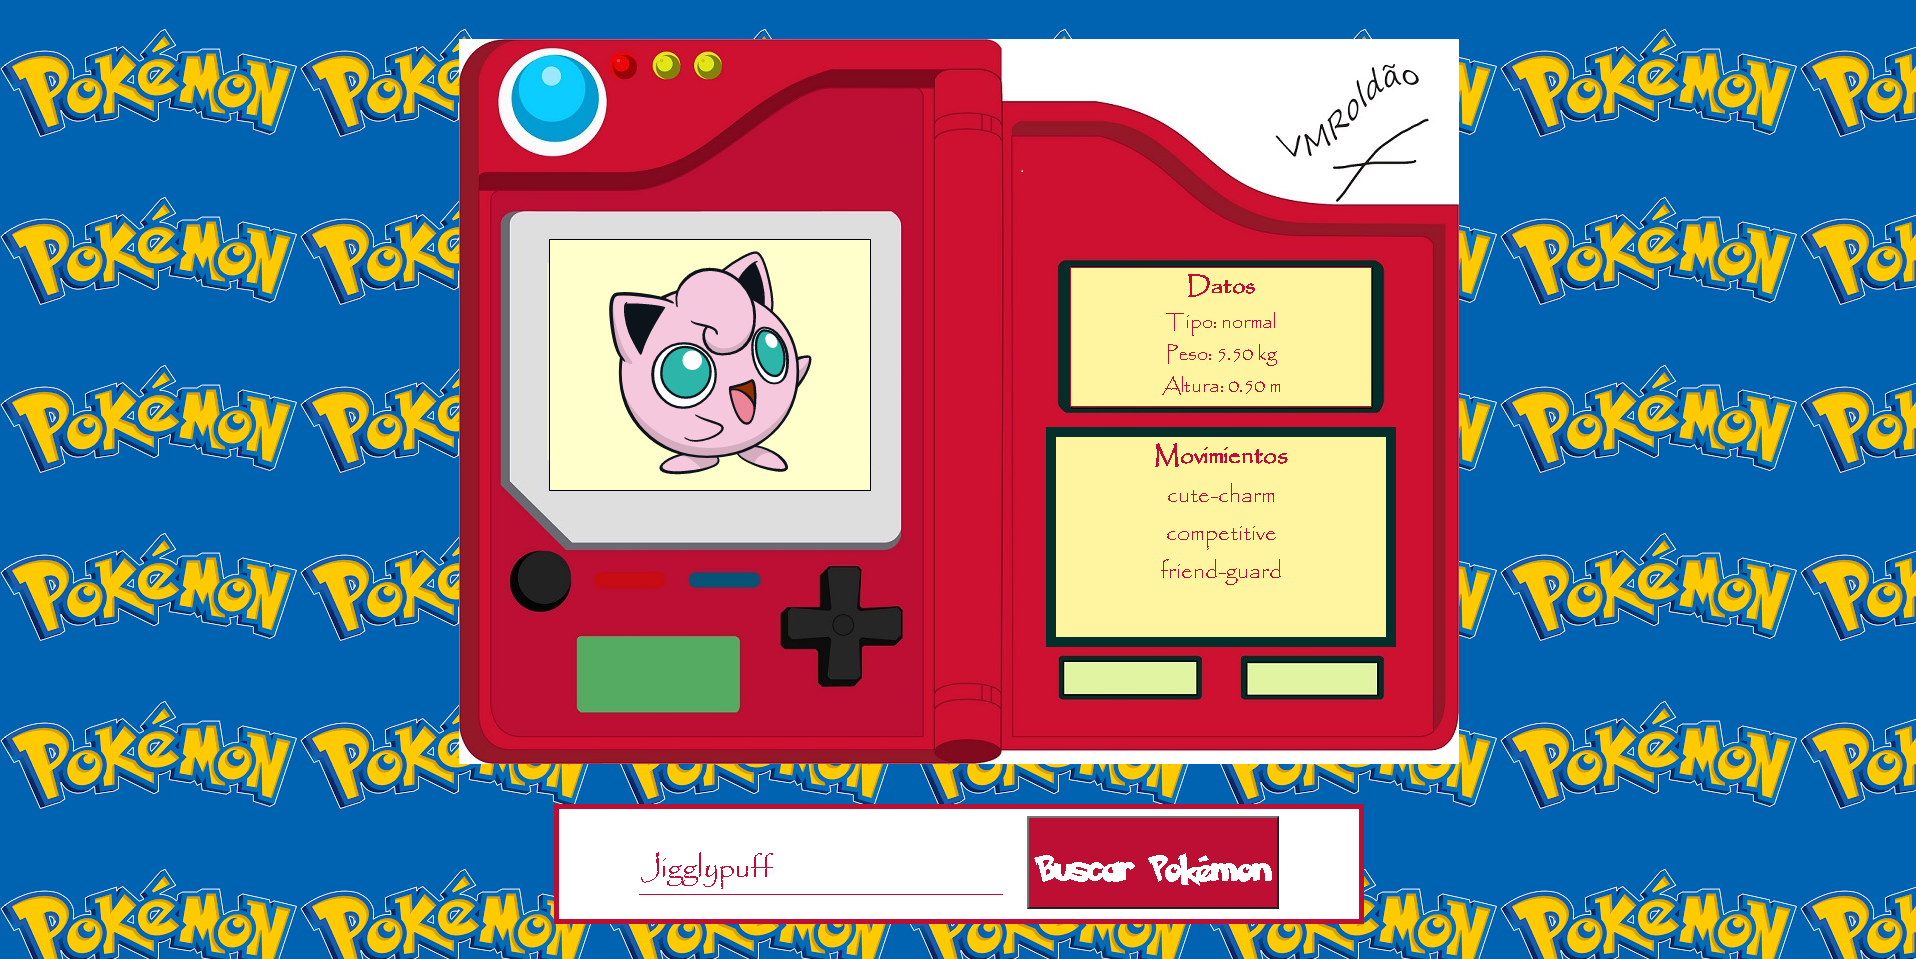 Pokémon
VMRoldão
Datos
Tipo: normal
Peso: 5.50 kg
Altura: 0.50 m
Movimientos
cute-charm
competitive
friend-guard
Jigglypuff
Buscar Pokémon